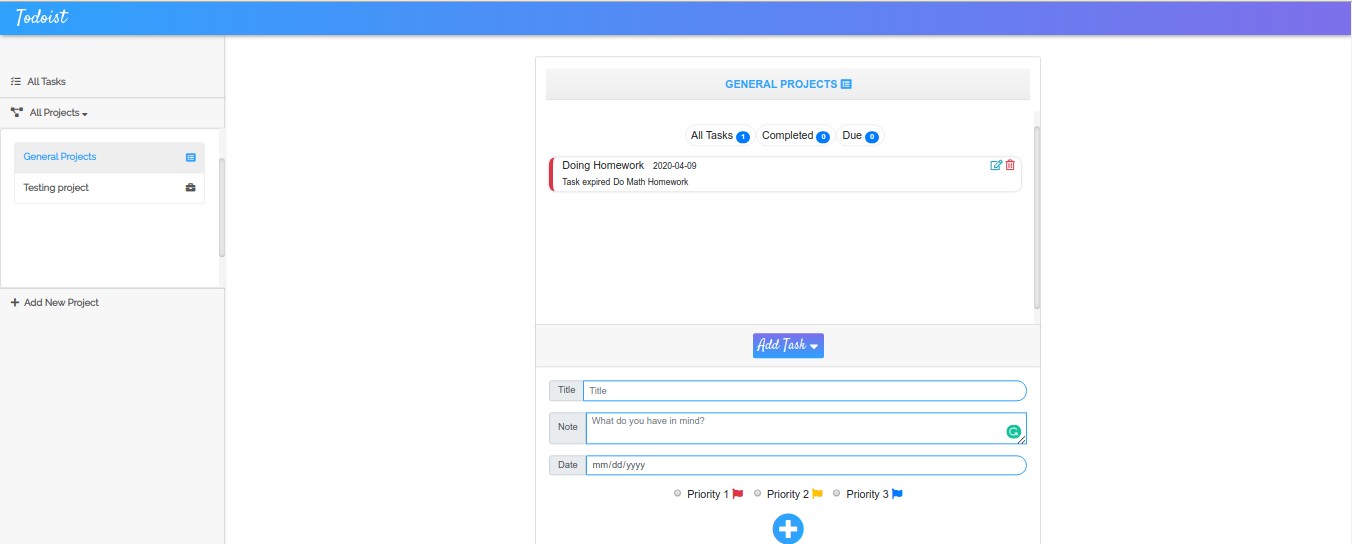 Todoist
All Tasks
All Projects
General Projects
Testing project
Add New Project
GENERAL PROJECTS
All Tasks 1 Completed 0 Due 0
Doing Homework 2020-04-09
Task expired Do Math Homework
Add Task
Title Title
Note What do you have in mind?
Date mm/dd/yyyy
Priority 1 Priority 2 Priority 3